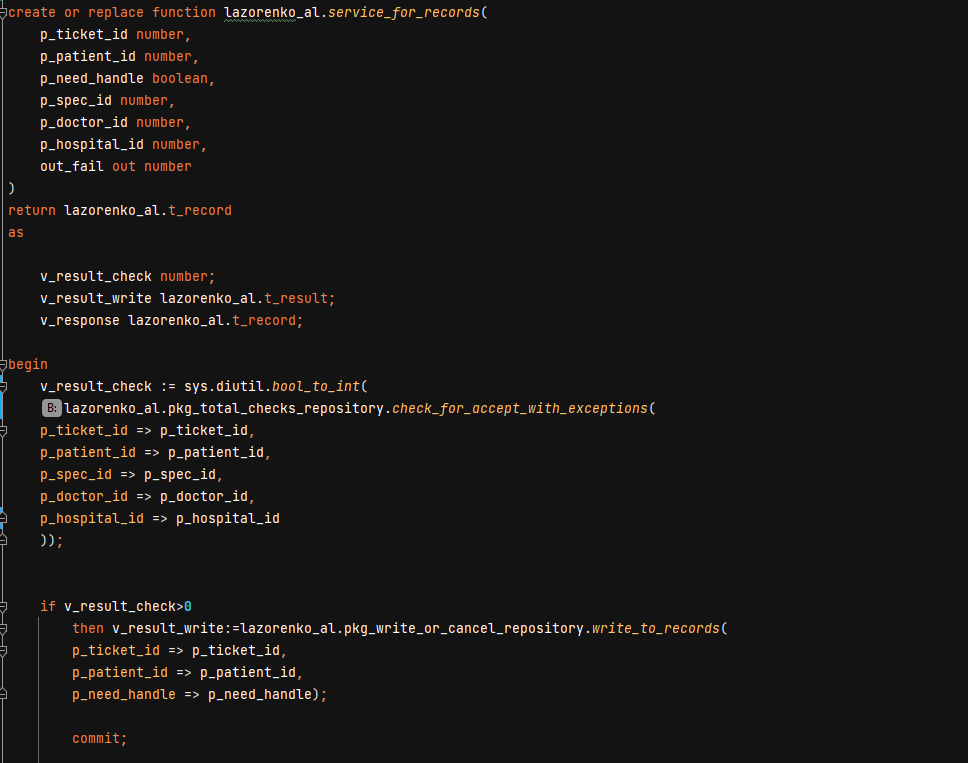 create or replace function lazorenko_al.service_for_records(
    p_ticket_id number,
    p_patient_id number,
    p_need_handle boolean,
    p_spec_id number,
    p_doctor_id number,
    p_hospital_id number,
    out_fail out number
)
return lazorenko_al.t_record
as
    v_result_check number;
    v_result_write lazorenko_al.t_result;
    v_response lazorenko_al.t_record;
begin
    v_result_check := sys.diutil.bool_to_int(
    B: lazorenko_al.pkg_total_checks_repository.check_for_accept_with_exceptions(
    p_ticket_id => p_ticket_id,
    p_patient_id => p_patient_id,
    p_spec_id => p_spec_id,
    p_doctor_id => p_doctor_id,
    p_hospital_id => p_hospital_id
    ));
    if v_result_check>0
        then v_result_write:=lazorenko_al.pkg_write_or_cancel_repository.write_to_records(
        p_ticket_id => p_ticket_id,
        p_patient_id => p_patient_id,
        p_need_handle => p_need_handle);
        commit;